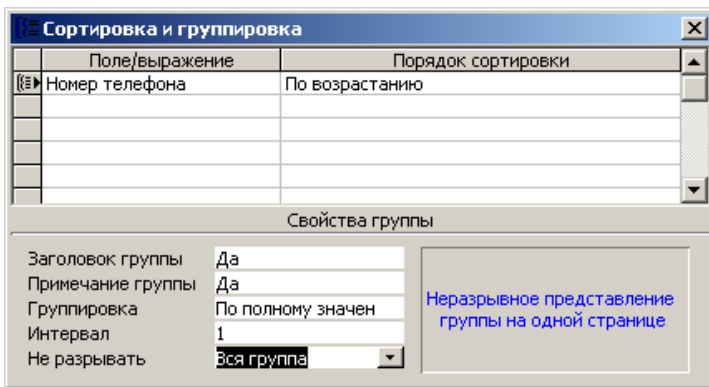 Сортировка и группировка
Поле/выражение Порядок сортировки
Номер телефона По возрастанию
Свойства группы
Заголовок группы Да
Примечание группы Да
Группировка По полному значен
Интервал 1
Не разрывать Вся группа
Неразрывное представление
группы на одной странице